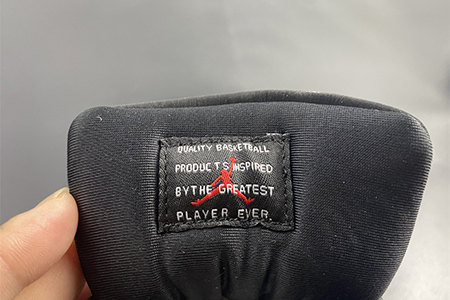 QUALITY BASKETBALL
PRODUCTS INSPIRED
BY THE GREATEST
PLAYER EVER.